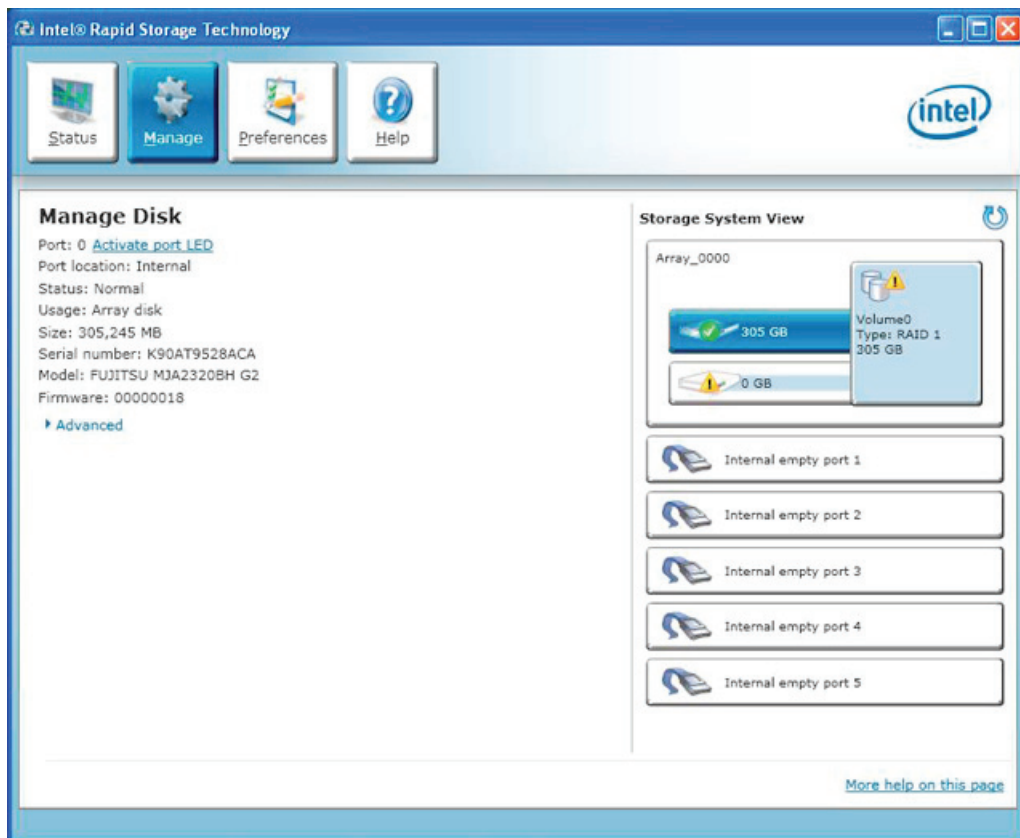 Intel® Rapid Storage Technology
Status
Manage
Preferences
Help
intel
Manage Disk
Port: 0 Activate port LED
Port location: Internal
Status: Normal
Usage: Array disk
Size: 305,245 MB
Serial number: K90AT9528ACA
Model: FUJITSU MJA2320BH G2
Firmware: 00000018
Advanced
Storage System View
Array_0000
305 GB
0 GB
Volume0
Type: RAID 1
305 GB
Internal empty port 1
Internal empty port 2
Internal empty port 3
Internal empty port 4
Internal empty port 5
More help on this page